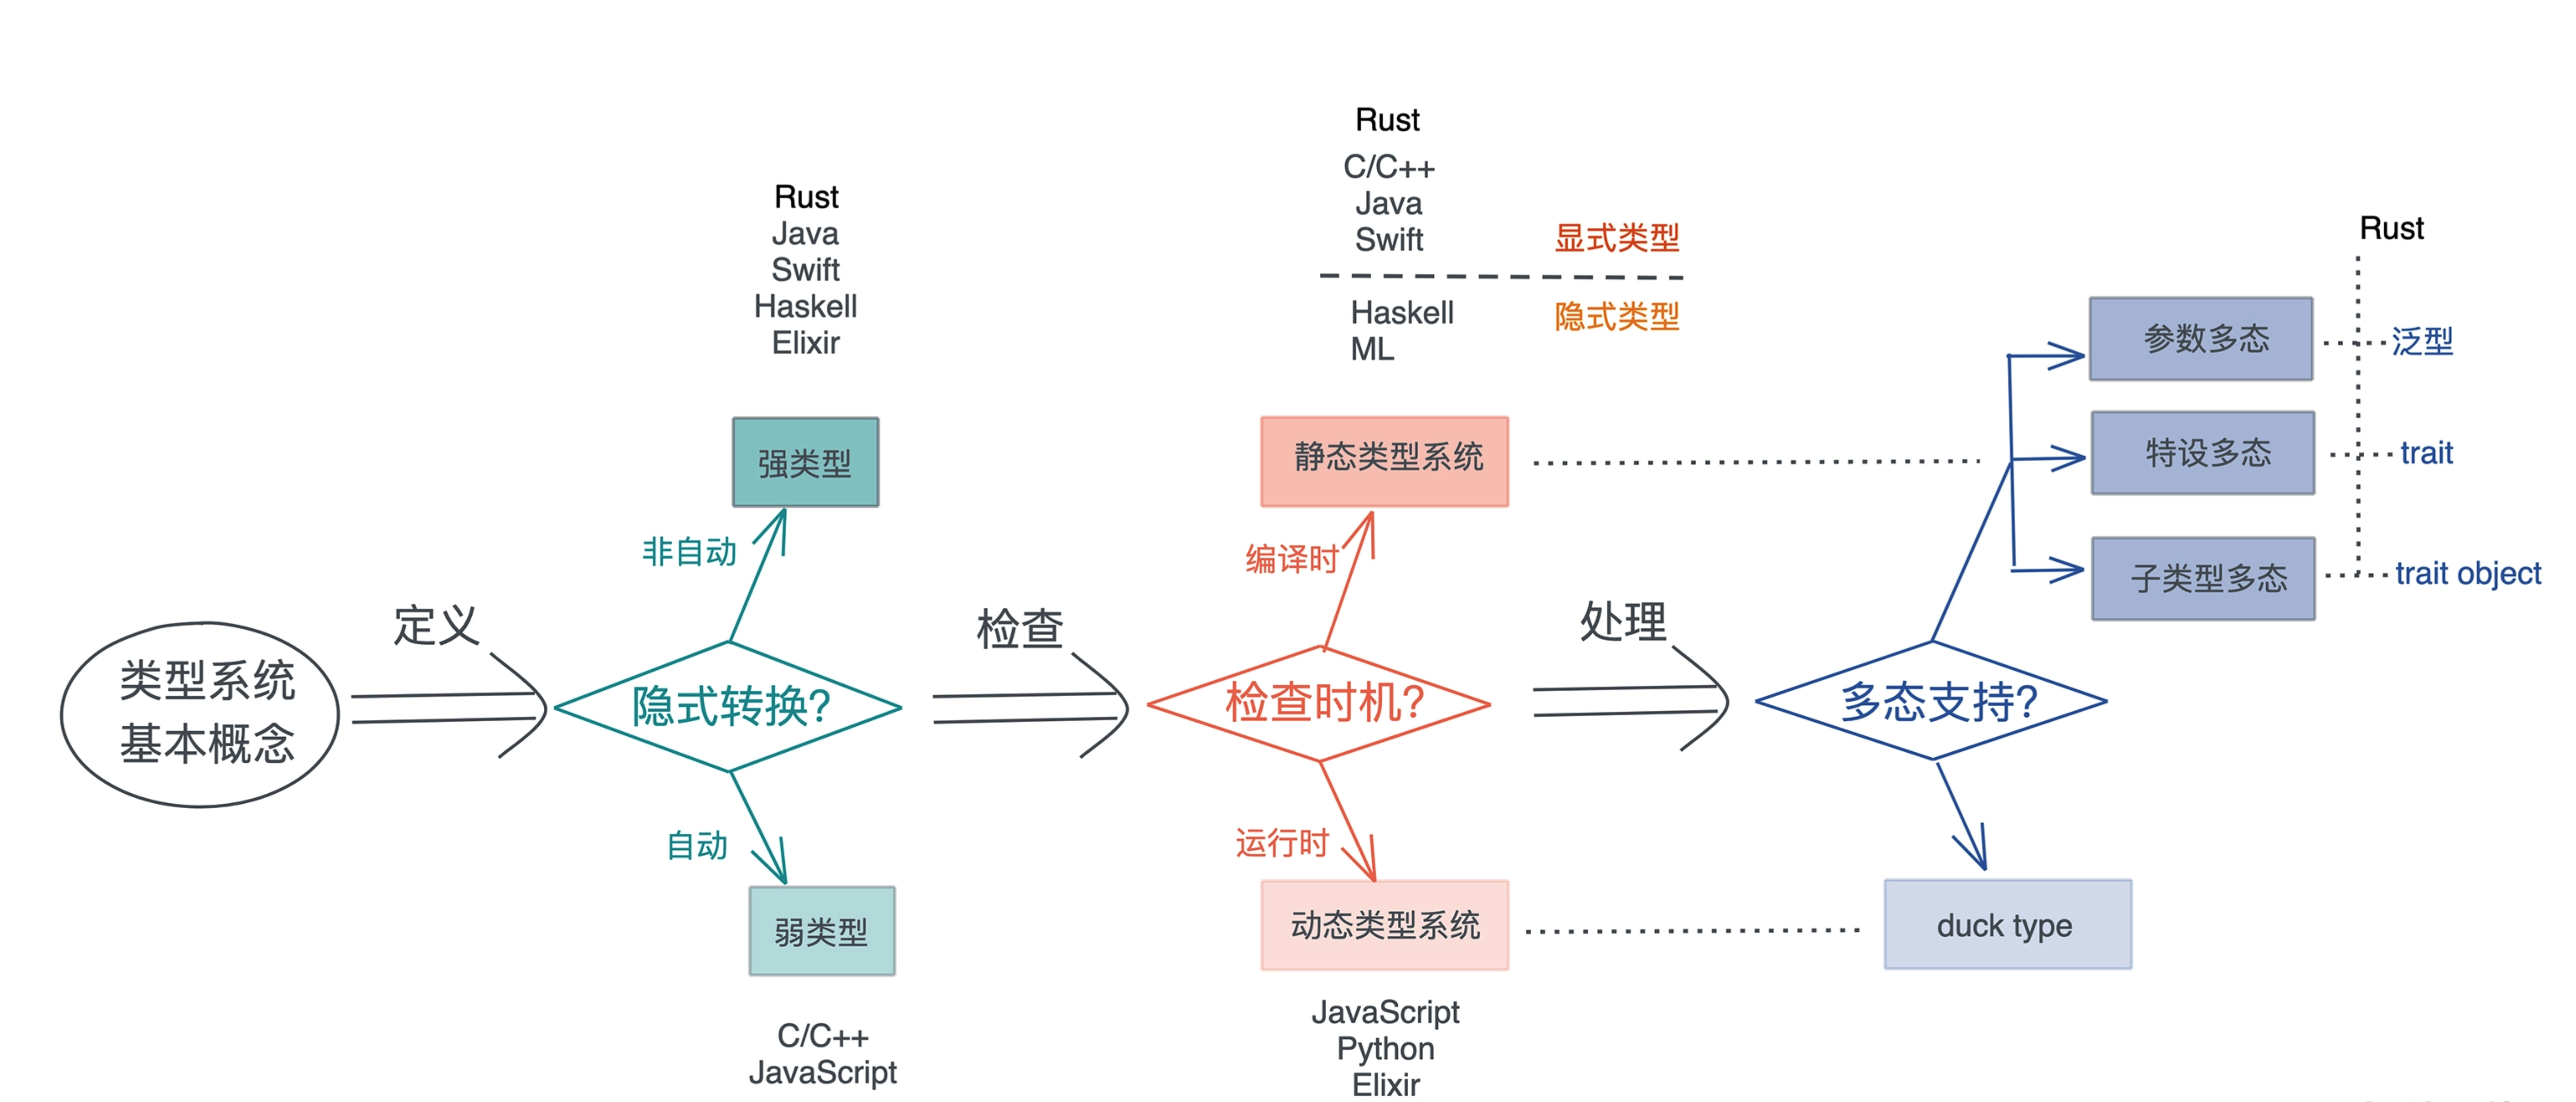 类型系统
基本概念
定义
隐式转换?
非自动
强类型
Rust
Java
Swift
Haskell
Elixir
自动
弱类型
C/C++
JavaScript
检查
检查时机?
编译时
静态类型系统
Rust
C/C++
Java
Swift
显式类型
Haskell
ML
隐式类型
运行时
动态类型系统
JavaScript
Python
Elixir
处理
多态支持?
参数多态
特设多态
子类型多态
Rust
泛型
trait
trait object
duck type